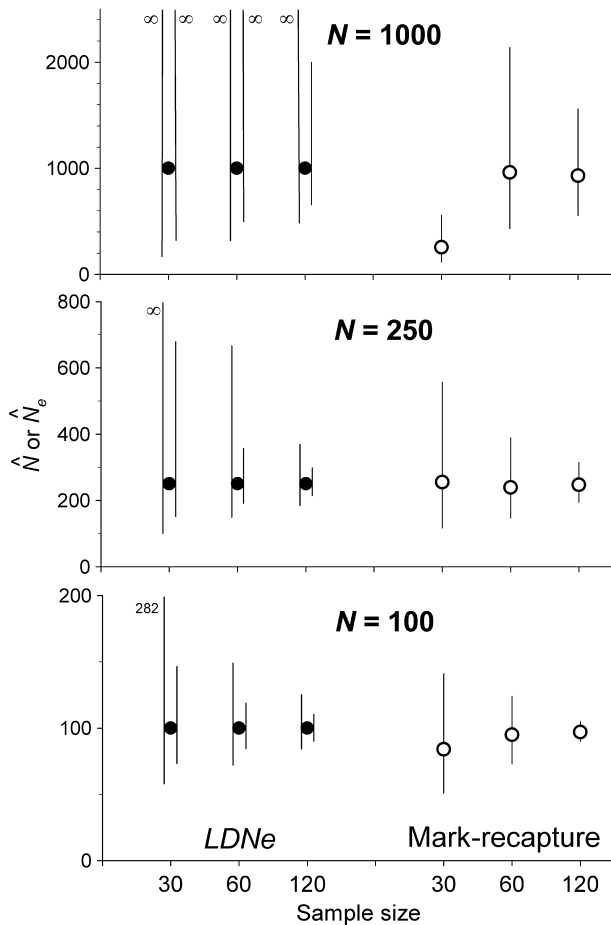 ∞ ∞ ∞ ∞ ∞
N = 1000
2000
1000
0
800
∞
N = 250
600
400
200
0
N̂ or N̂e
200
282
N = 100
100
LDNe
Mark-recapture
0
30 60 120 30 60 120
Sample size